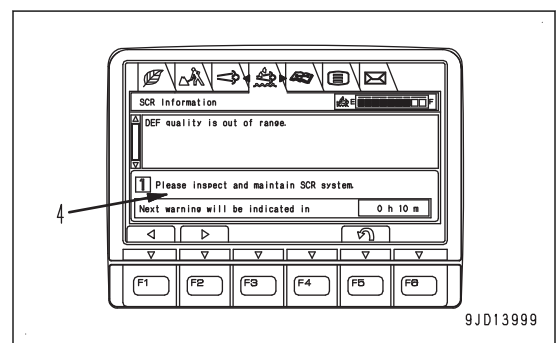 SCR Information
E F
DEF quality is out of range.
1 Please inspect and maintain SCR system.
4
Next warning will be indicated in 0 h 10 m
F1 F2 F3 F4 F5 F6
9JD13999